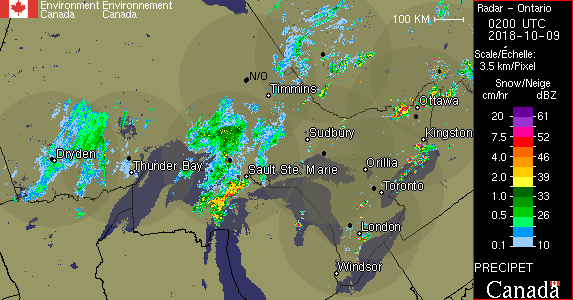 Environment Environnement
Canada Canada
100 KM
N/O
Timmins
Ottawa
Sudbury
Kingston
Dryden
Thunder Bay
Sault Ste. Marie
Orillia
Toronto
London
Windsor
Radar - Ontario
0200 UTC
2018-10-09
Scale/Échelle:
3.5 km/Pixel
Snow/Neige
cm/hr dBZ
20 61
7.5 52
4.0 46
2.0 39
1.0 33
0.5 26
0.1 10
PRECIPET
Canada